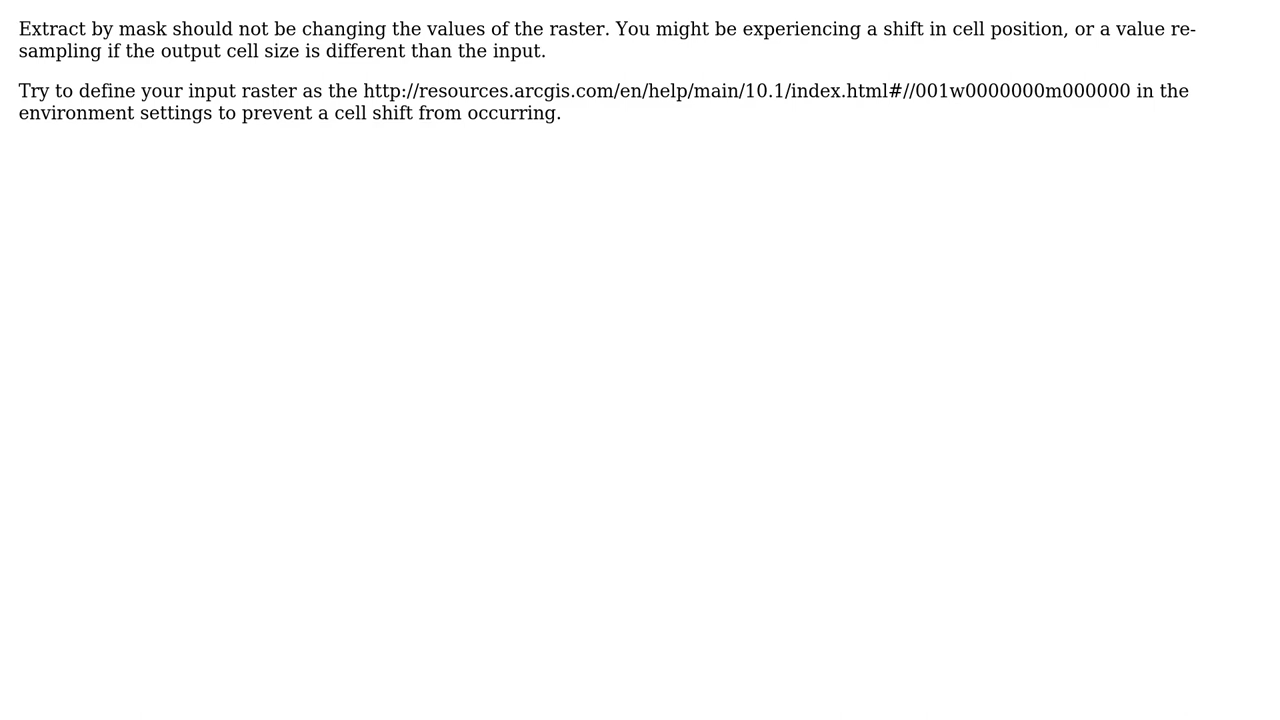 Extract by mask should not be changing the values of the raster. You might be experiencing a shift in cell position, or a value re-
sampling if the output cell size is different than the input.
Try to define your input raster as the http://resources.arcgis.com/en/help/main/10.1/index.html#//001w0000000m000000 in the
environment settings to prevent a cell shift from occurring.